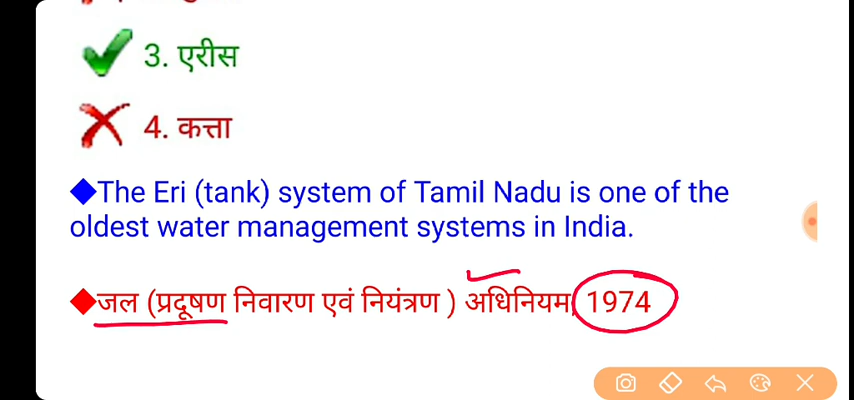 3. एरीस
4. कत्ता
◆The Eri (tank) system of Tamil Nadu is one of the
oldest water management systems in India.
◆जल (प्रदूषण निवारण एवं नियंत्रण ) अधिनियम, 1974